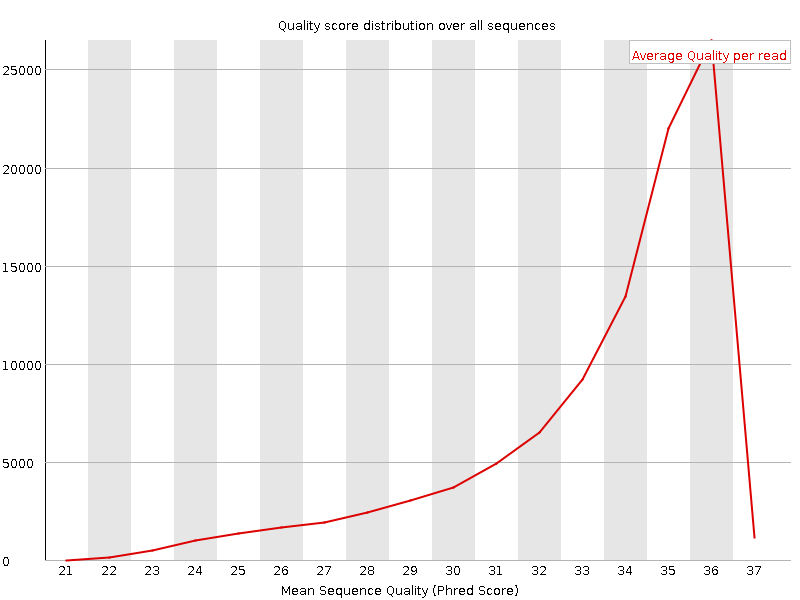 Quality score distribution over all sequences
Average Quality per read
25000
20000
15000
10000
5000
0
21 22 23 24 25 26 27 28 29 30 31 32 33 34 35 36 37
Mean Sequence Quality (Phred Score)